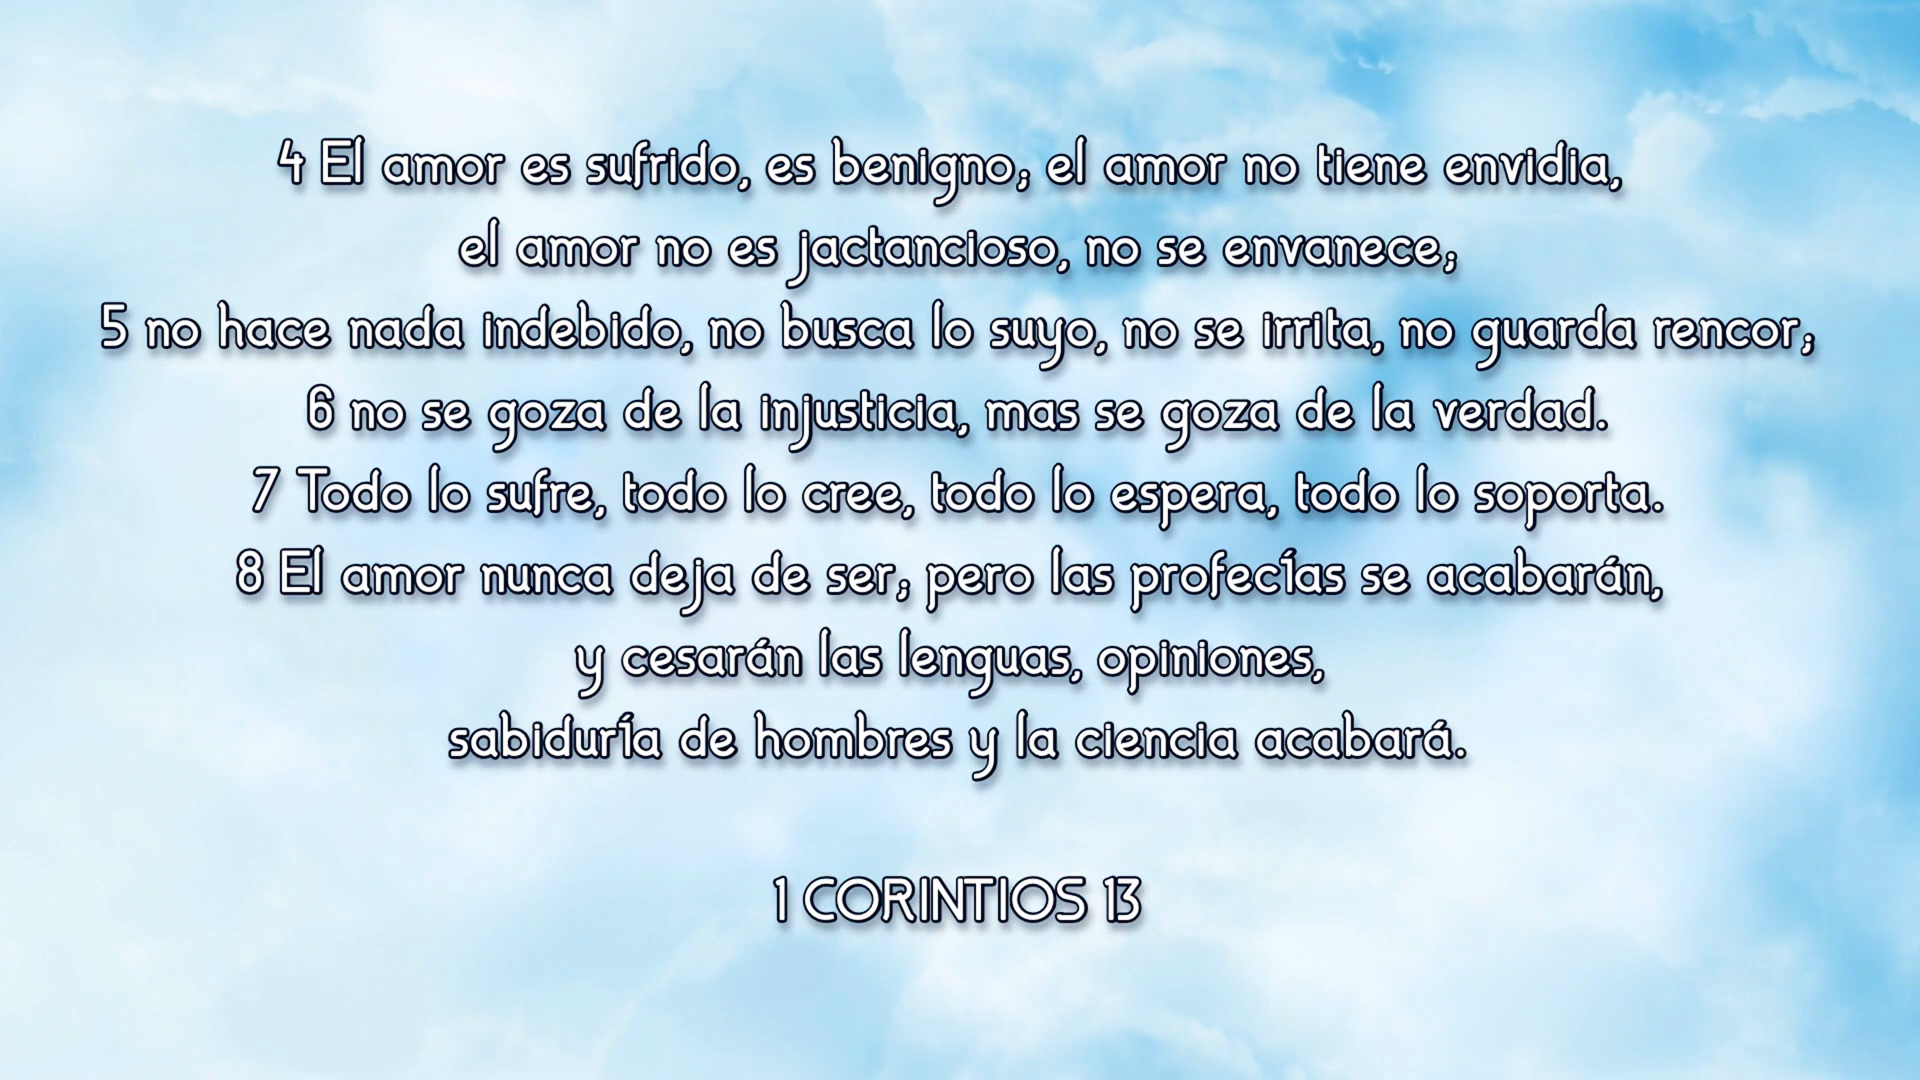 4 El amor es sufrido, es benigno; el amor no tiene envidia,
el amor no es jactancioso, no se envanece;
5 no hace nada indebido, no busca lo suyo, no se irrita, no guarda rencor;
6 no se goza de la injusticia, mas se goza de la verdad.
7 Todo lo sufre, todo lo cree, todo lo espera, todo lo soporta.
8 El amor nunca deja de ser; pero las profecías se acabarán,
y cesarán las lenguas, opiniones,
sabiduría de hombres y la ciencia acabará.
1 CORINTIOS 13